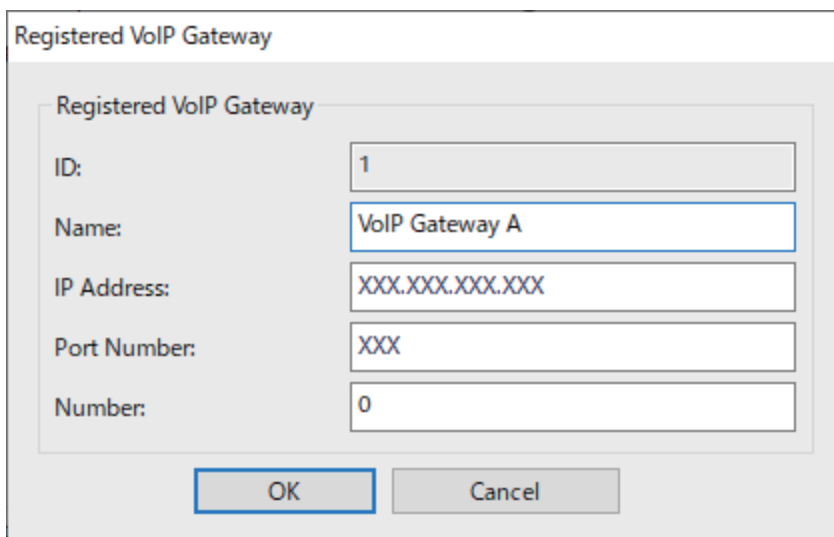 Registered VoIP Gateway
Registered VoIP Gateway
ID: 1
Name: VoIP Gateway A
IP Address: XXX.XXX.XXX.XXX
Port Number: XXX
Number: 0
OK Cancel